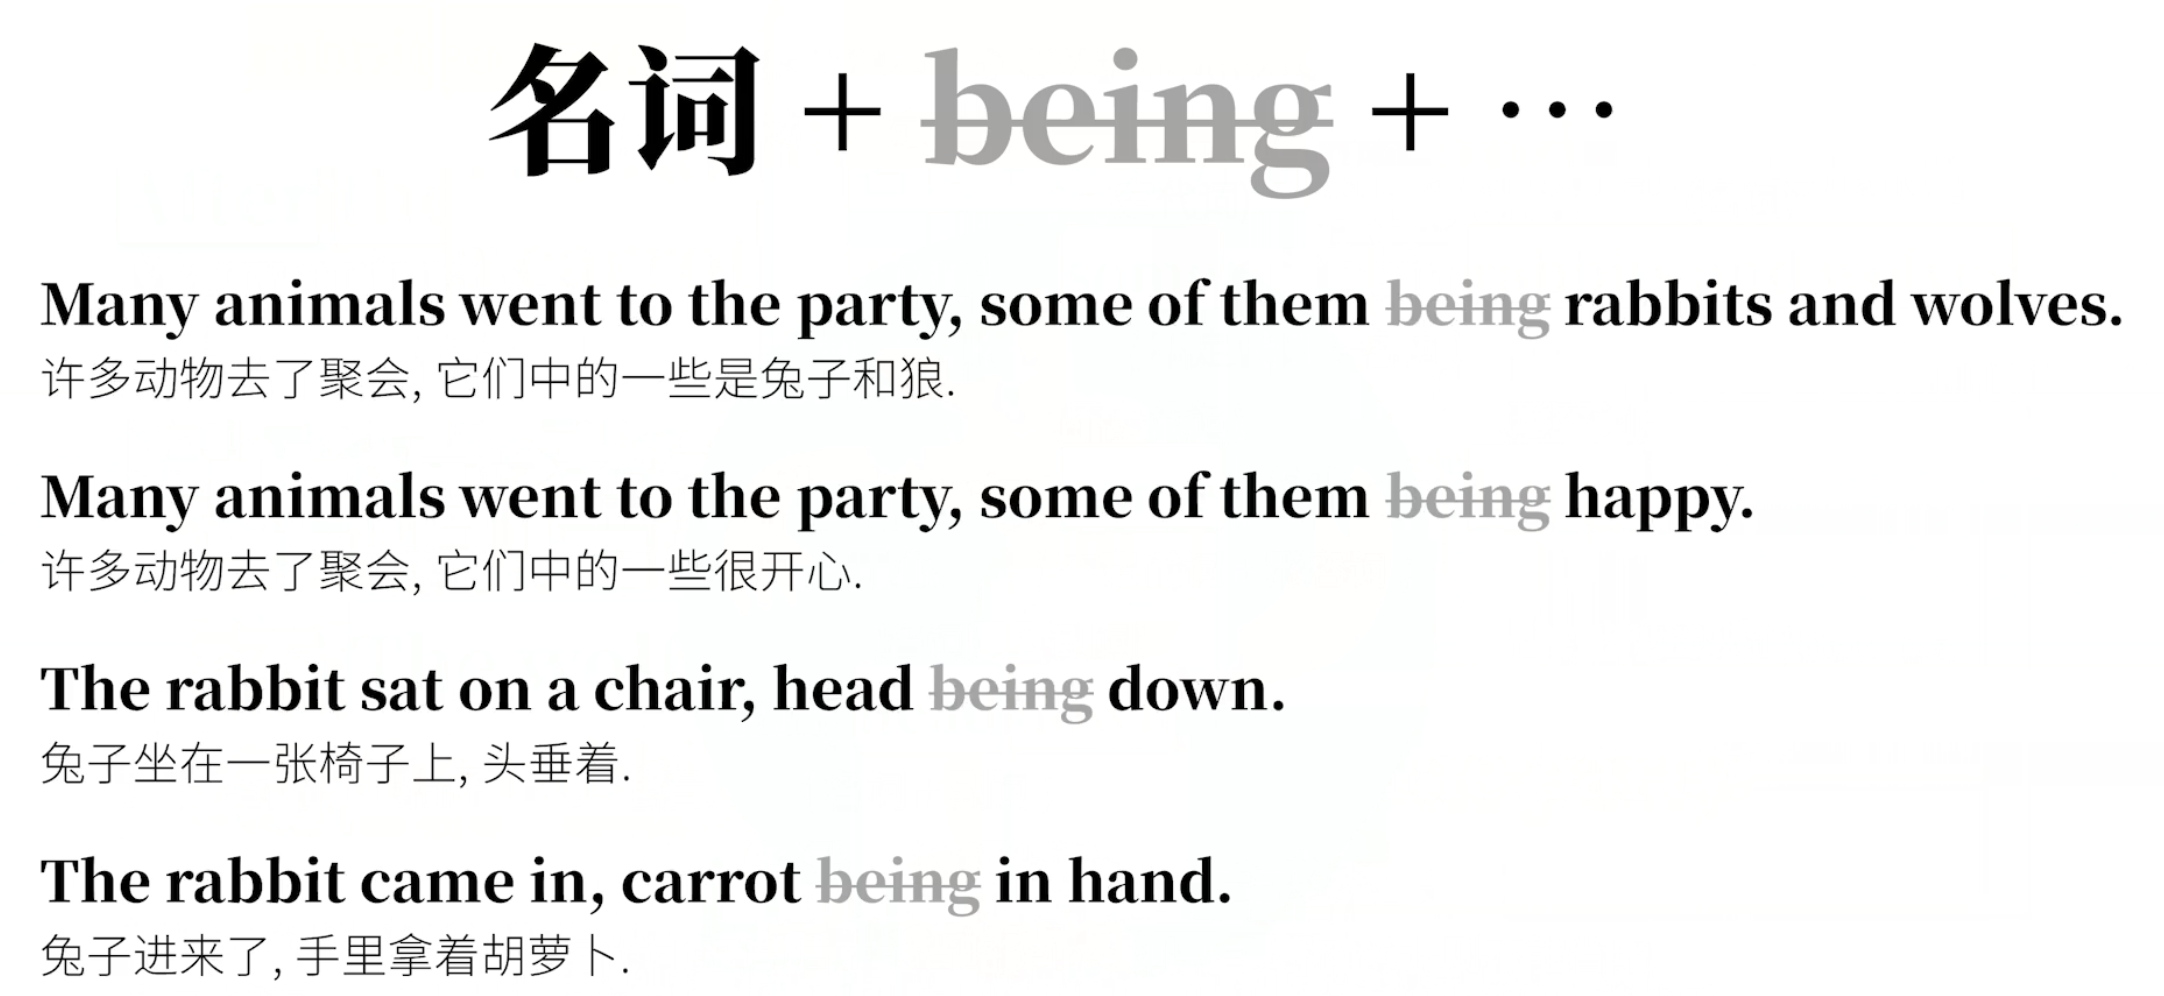 名词 + being + ···
Many animals went to the party, some of them being rabbits and wolves.
许多动物去了聚会, 它们中的一些是兔子和狼.
Many animals went to the party, some of them being happy.
许多动物去了聚会, 它们中的一些很开心.
The rabbit sat on a chair, head being down.
兔子坐在一张椅子上, 头垂着.
The rabbit came in, carrot being in hand.
兔子进来了, 手里拿着胡萝卜.